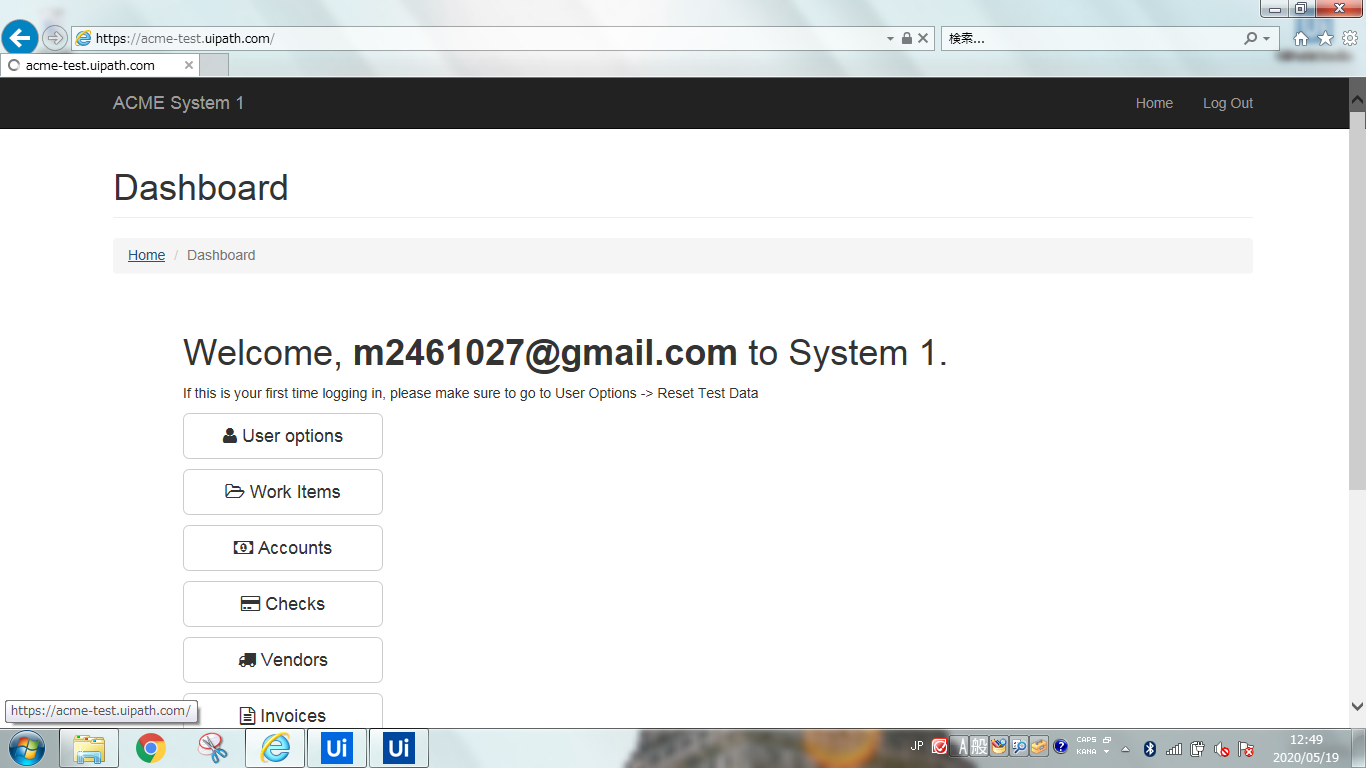 https://acme-test.uipath.com/
検索...
acme-test.uipath.com
ACME System 1
Home
Log Out
Dashboard
Home / Dashboard
Welcome, m2461027@gmail.com to System 1.
If this is your first time logging in, please make sure to go to User Options -> Reset Test Data
User options
Work Items
Accounts
Checks
Vendors
Invoices
https://acme-test.uipath.com/
Ui
Ui
JP
A般
CAPS
KANA
12:49
2020/05/19